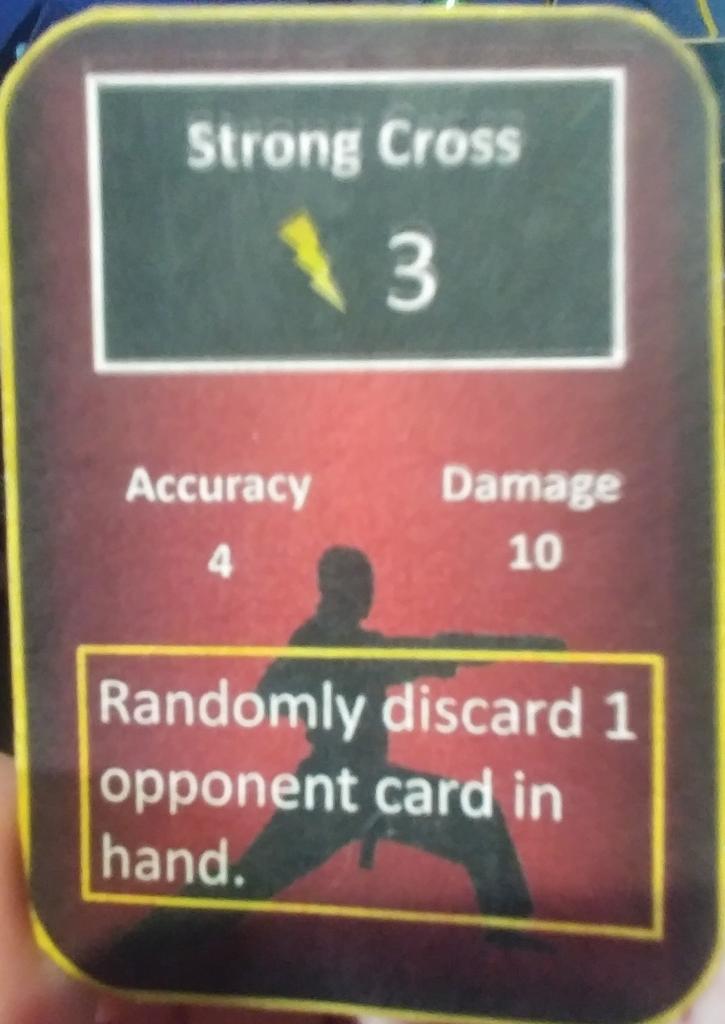 Strong Cross
3
Accuracy Damage
4 10
Randomly discard 1
opponent card in
hand.